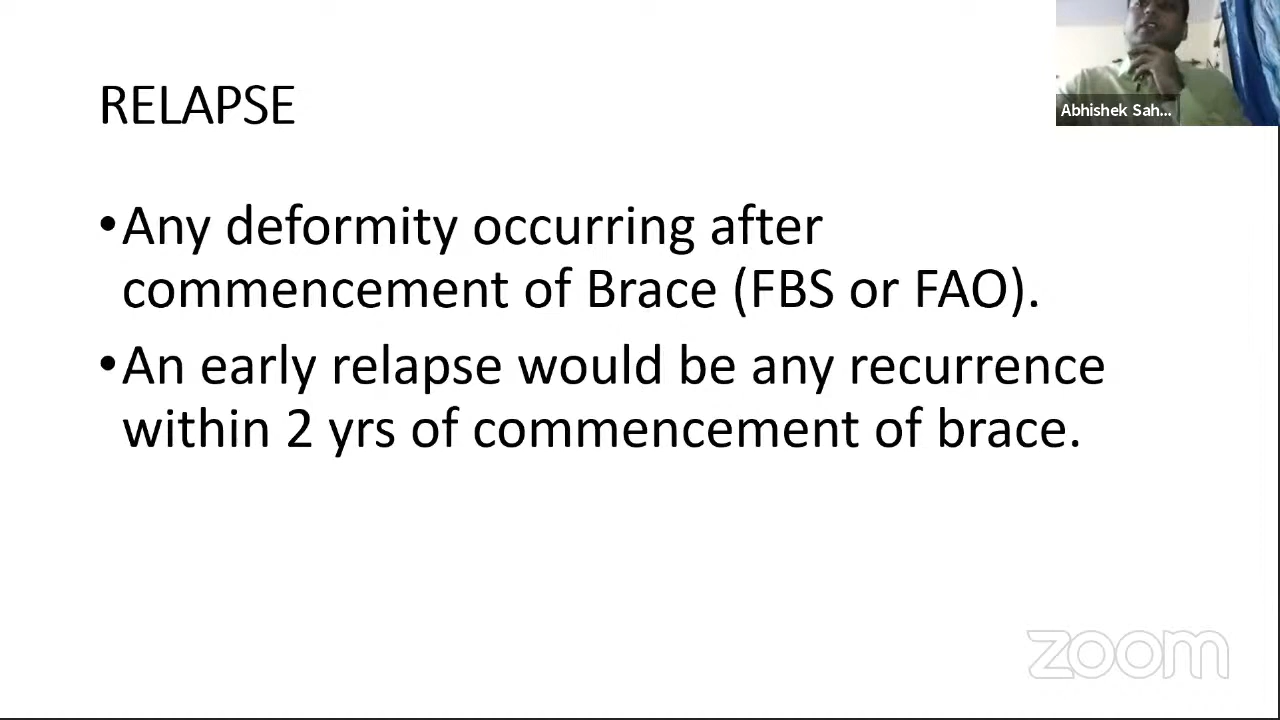 RELAPSE
Abhishek Sah...
•Any deformity occurring after
commencement of Brace (FBS or FAO).
•An early relapse would be any recurrence
within 2 yrs of commencement of brace.
zoom